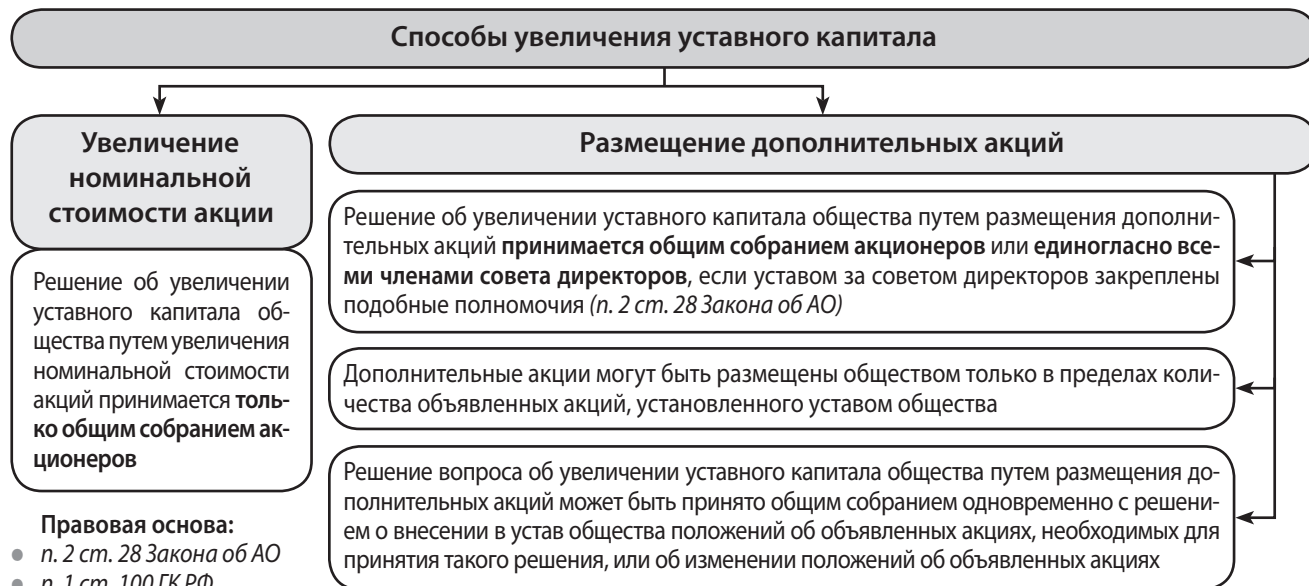 Способы увеличения уставного капитала
Увеличение
номинальной
стоимости акции
Решение об увеличении
уставного капитала об-
щества путем увеличения
номинальной стоимости
акций принимается толь-
ко общим собранием ак-
ционеров
Правовая основа:
п. 2 ст. 28 Закона об АО
п. 1 ст. 100 ГК РФ
Размещение дополнительных акций
Решение об увеличении уставного капитала общества путем размещения дополни-
тельных акций принимается общим собранием акционеров или единогласно все-
ми членами совета директоров, если уставом за советом директоров закреплены
подобные полномочия (п. 2 ст. 28 Закона об АО)
Дополнительные акции могут быть размещены обществом только в пределах коли-
чества объявленных акций, установленного уставом общества
Решение вопроса об увеличении уставного капитала общества путем размещения до-
полнительных акций может быть принято общим собранием одновременно с решени-
ем о внесении в устав общества положений об объявленных акциях, необходимых для
принятия такого решения, или об изменении положений об объявленных акциях